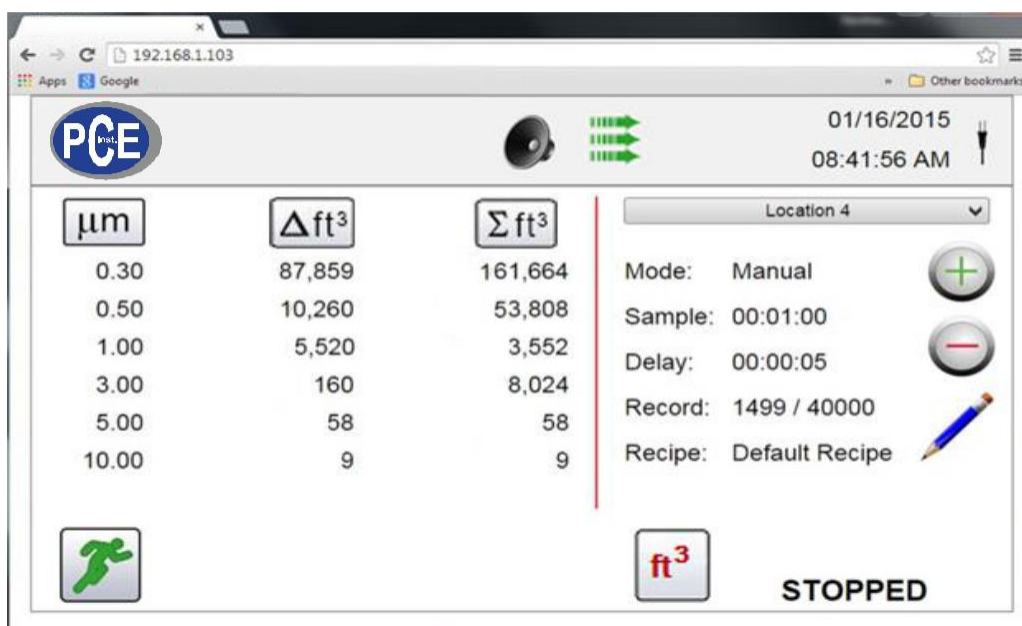 192.168.1.103
Apps Google Other bookmarks
PCE Inst.
01/16/2015
08:41:56 AM
µm Δft³ Σft³
0.30 87,859 161,664
0.50 10,260 53,808
1.00 5,520 3,552
3.00 160 8,024
5.00 58 58
10.00 9 9
Location 4
Mode: Manual
Sample: 00:01:00
Delay: 00:00:05
Record: 1499 / 40000
Recipe: Default Recipe
ft³
STOPPED